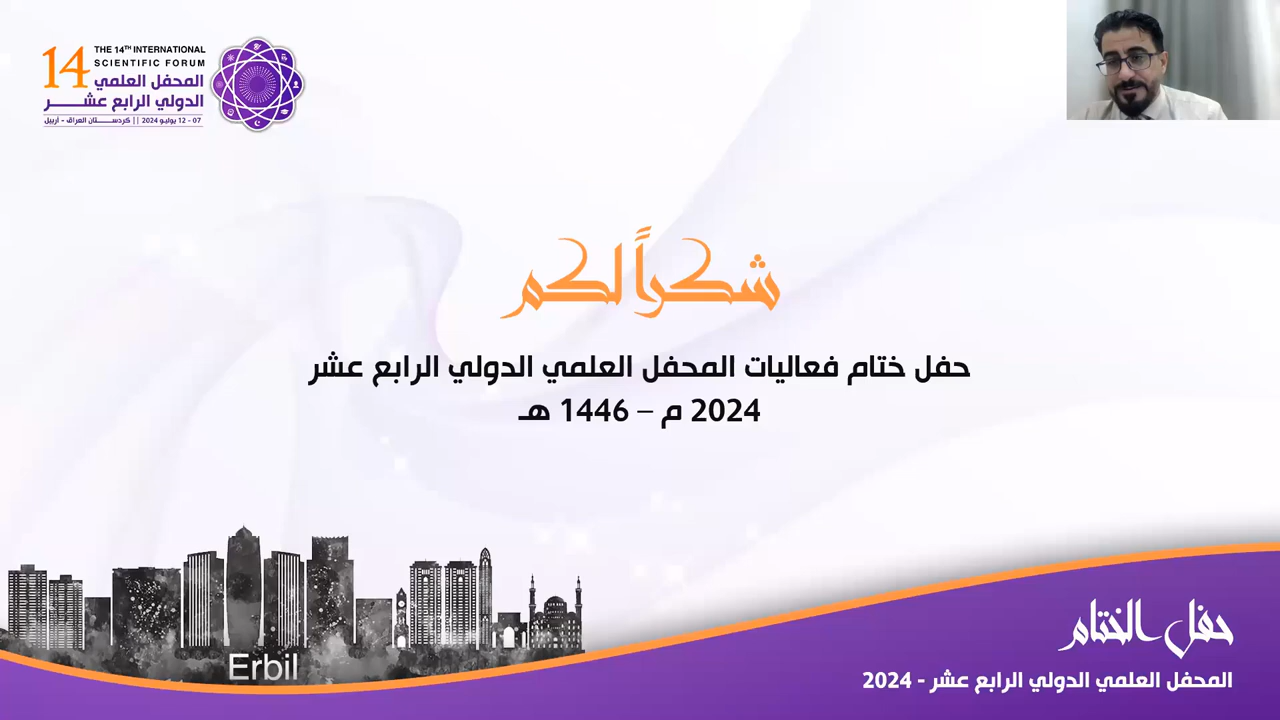 14
THE 14TH INTERNATIONAL
SCIENTIFIC FORUM
المحفل العلمي
الدولي الرابع عشـــــر
07 - 12 يوليو 2024 || كردستـــان العراق - أربيل
شكراً لكم
حفل ختام فعاليات المحفل العلمي الدولي الرابع عشر
2024 م – 1446 هـ
Erbil
حفل الختام
المحفل العلمي الدولي الرابع عشر - 2024